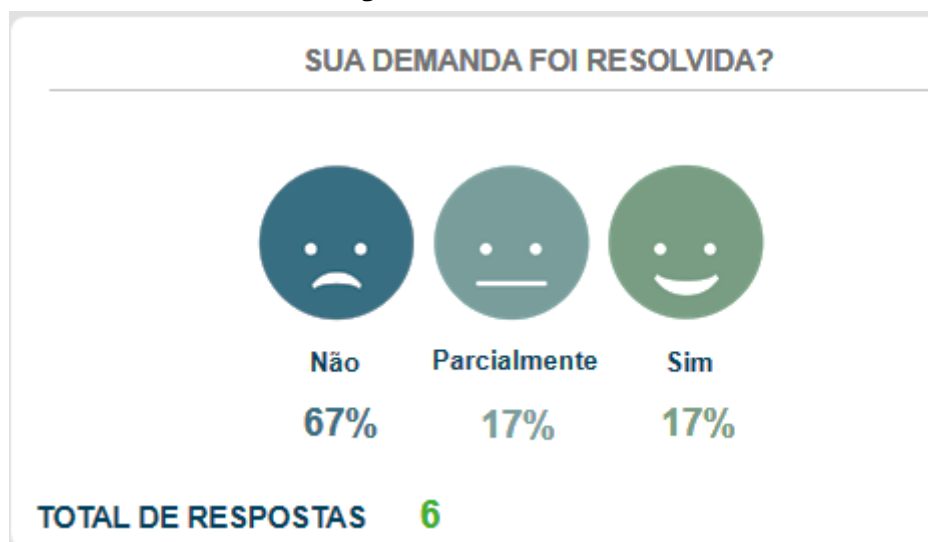 SUA DEMANDA FOI RESOLVIDA?
Não Parcialmente Sim
67% 17% 17%
TOTAL DE RESPOSTAS 6